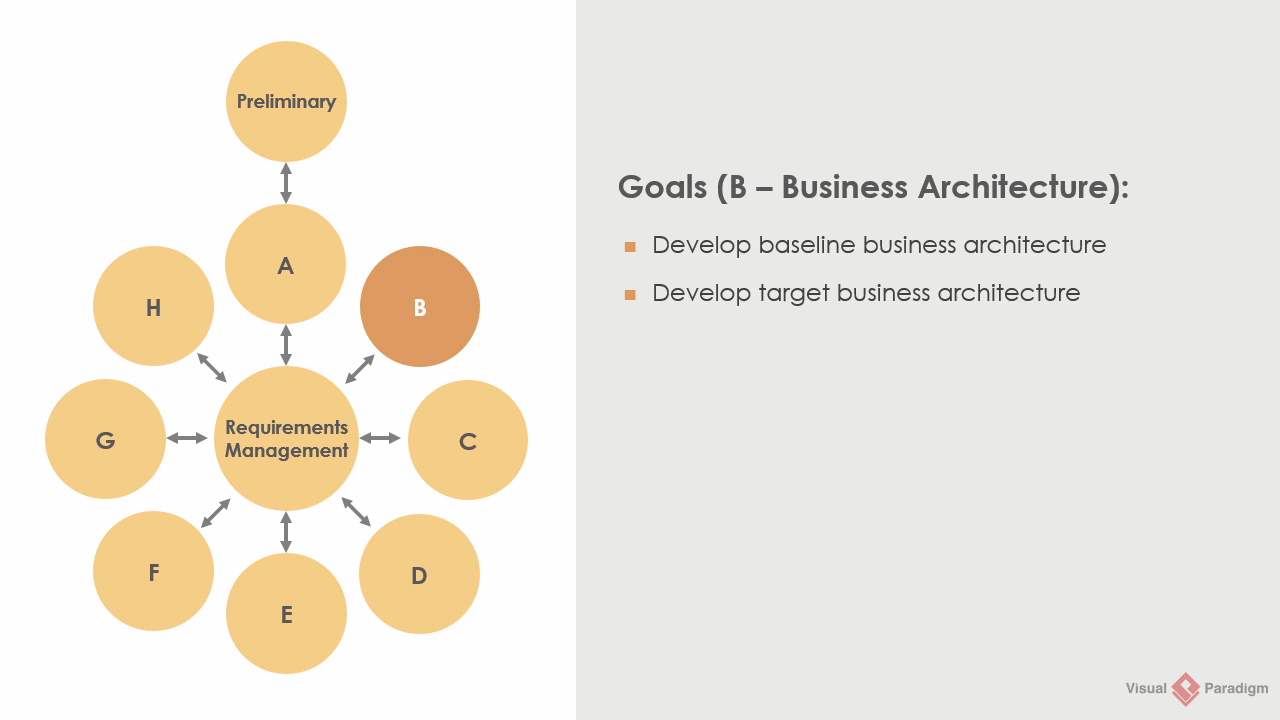 Preliminary
A
H
B
Requirements
Management
G
C
F
D
E
Goals (B – Business Architecture):
Develop baseline business architecture
Develop target business architecture
Visual Paradigm